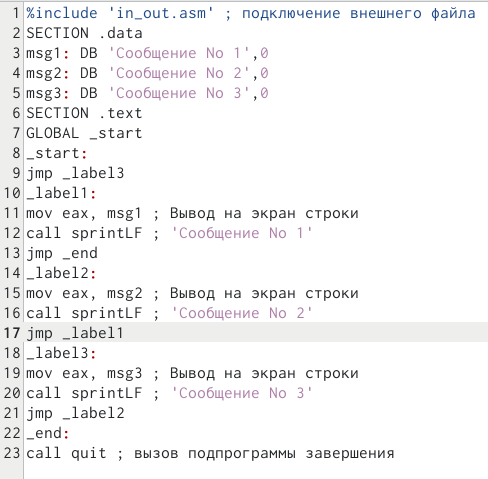 1 %include 'in_out.asm' ; подключение внешнего файла
2 SECTION .data
3 msg1: DB 'Сообщение No 1',0
4 msg2: DB 'Сообщение No 2',0
5 msg3: DB 'Сообщение No 3',0
6 SECTION .text
7 GLOBAL _start
8 _start:
9 jmp _label3
10 _label1:
11 mov eax, msg1 ; Вывод на экран строки
12 call sprintLF ; 'Сообщение No 1'
13 jmp _end
14 _label2:
15 mov eax, msg2 ; Вывод на экран строки
16 call sprintLF ; 'Сообщение No 2'
17 jmp _label1
18 _label3:
19 mov eax, msg3 ; Вывод на экран строки
20 call sprintLF ; 'Сообщение No 3'
21 jmp _label2
22 _end:
23 call quit ; вызов подпрограммы завершения